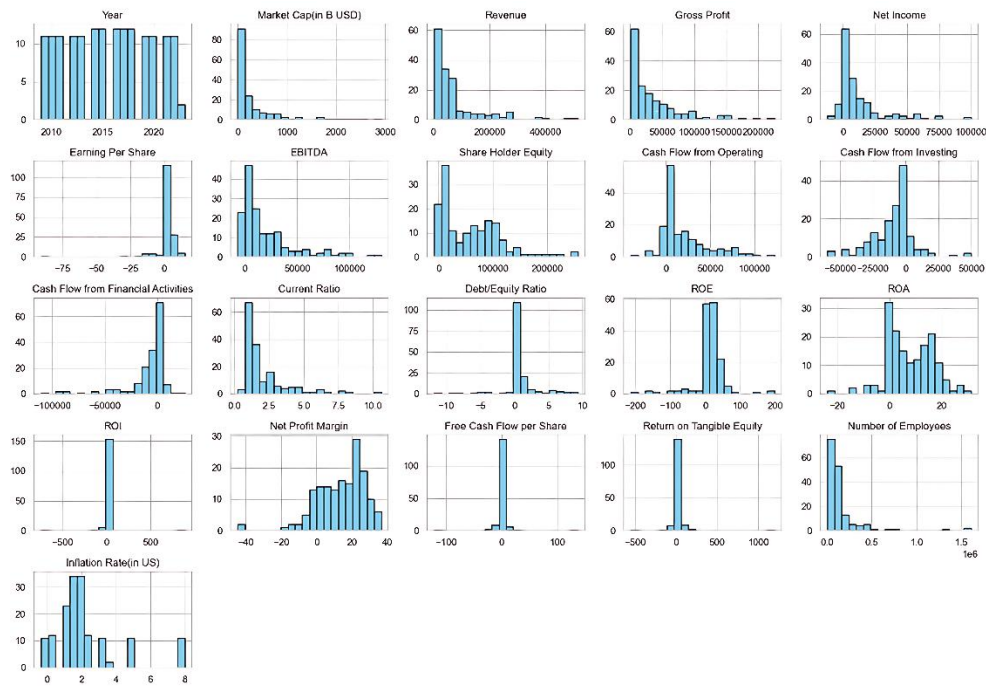 Year
10
5
0
2010 2015 2020
Market Cap(in B USD)
80
60
40
20
0
0 1000 2000 3000
Revenue
60
40
20
0
0 200000 400000
Gross Profit
60
40
20
0
0 50000 100000 150000 200000
Net Income
60
40
20
0
0 25000 50000 75000 100000
Earning Per Share
100
75
50
25
0
−75 −50 −25 0
EBITDA
40
20
0
0 50000 100000
Share Holder Equity
30
20
10
0
0 100000 200000
Cash Flow from Operating
40
20
0
0 50000 100000
Cash Flow from Investing
40
20
0
−50000 −25000 0 25000 50000
Cash Flow from Financial Activities
60
40
20
0
−100000 −50000 0
Current Ratio
60
40
20
0
0.0 2.5 5.0 7.5 10.0
Debt/Equity Ratio
100
75
50
25
0
−10 −5 0 5 10
ROE
60
40
20
0
−200 −100 0 100 200
ROA
30
20
10
0
−20 0 20
ROI
150
100
50
0
−500 0 500
Net Profit Margin
30
20
10
0
−40 −20 0 20 40
Free Cash Flow per Share
100
50
0
−100 0 100
Return on Tangible Equity
100
50
0
−500 0 500 1000
Number of Employees
60
40
20
0
0.0 0.5 1.0 1.5
1e6
Inflation Rate(in US)
30
20
10
0
0 2 4 6 8